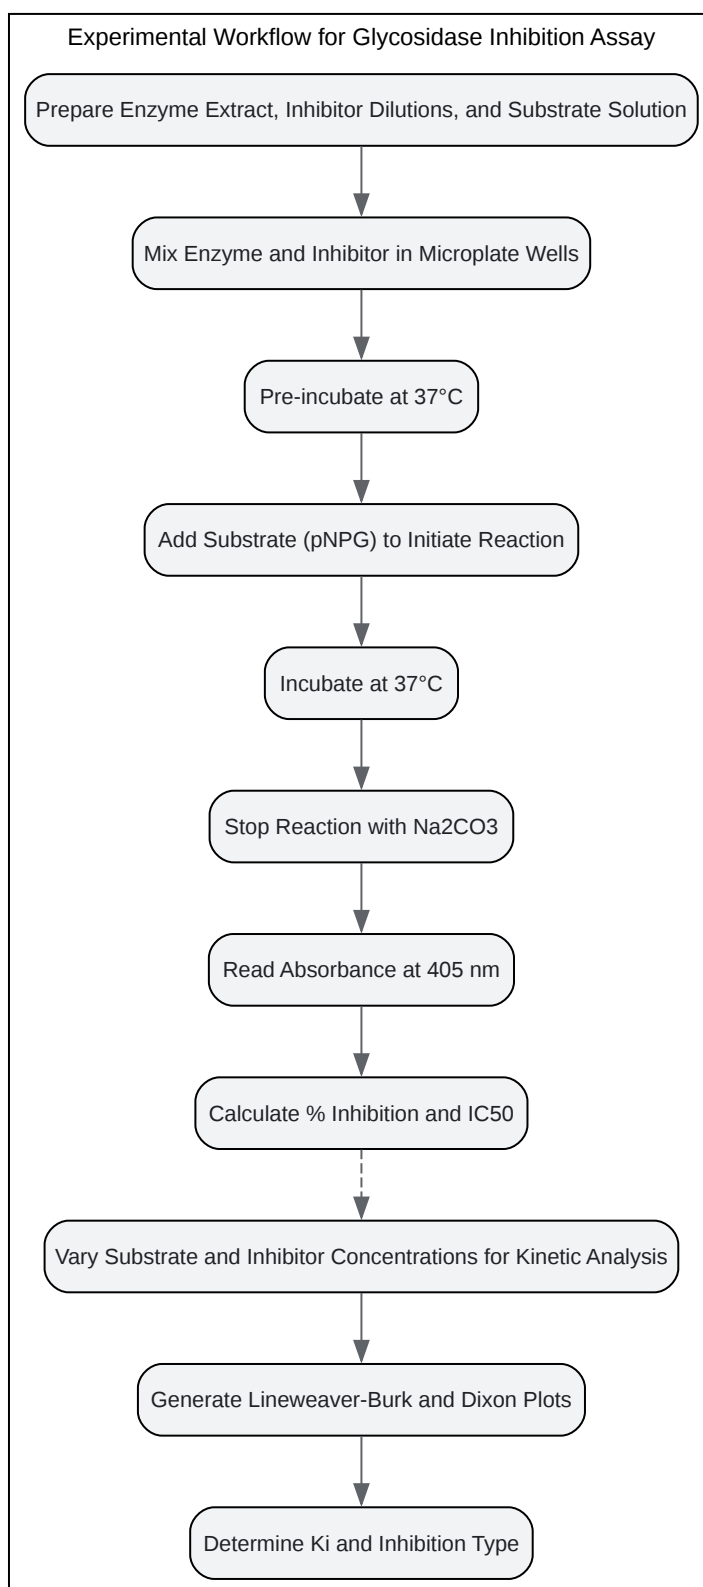 Experimental Workflow for Glycosidase Inhibition Assay
Prepare Enzyme Extract, Inhibitor Dilutions, and Substrate Solution
Mix Enzyme and Inhibitor in Microplate Wells
Pre-incubate at 37°C
Add Substrate (pNPG) to Initiate Reaction
Incubate at 37°C
Stop Reaction with Na2CO3
Read Absorbance at 405 nm
Calculate % Inhibition and IC50
Vary Substrate and Inhibitor Concentrations for Kinetic Analysis
Generate Lineweaver-Burk and Dixon Plots
Determine Ki and Inhibition Type